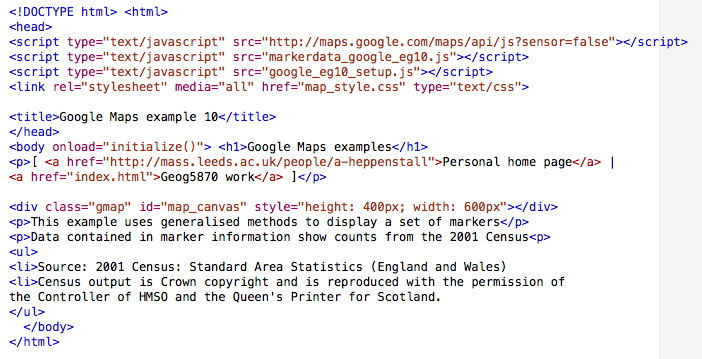 <!DOCTYPE html> <html>
<head>
<script type="text/javascript" src="http://maps.google.com/maps/api/js?sensor=false"></script>
<script type="text/javascript" src="markerdata_google_eg10.js"></script>
<script type="text/javascript" src="google_eg10_setup.js"></script>
<link rel="stylesheet" media="all" href="map_style.css" type="text/css">
<title>Google Maps example 10</title>
</head>
<body onload="initialize()"> <h1>Google Maps examples</h1>
<p>[ <a href="http://mass.leeds.ac.uk/people/a-heppenstall">Personal home page</a> |
<a href="index.html">Geog5870 work</a> ]</p>
<div class="gmap" id="map_canvas" style="height: 400px; width: 600px"></div>
<p>This example uses generalised methods to display a set of markers</p>
<p>Data contained in marker information show counts from the 2001 Census<p>
<ul>
<li>Source: 2001 Census: Standard Area Statistics (England and Wales)
<li>Census output is Crown copyright and is reproduced with the permission of
the Controller of HMSO and the Queen's Printer for Scotland.
</ul>
</body>
</html>